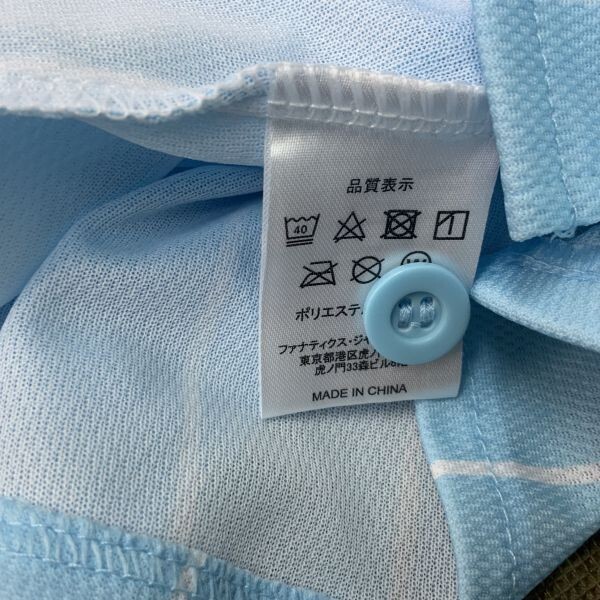 品質表示
40
W
ポリエステル
ファナティクス・ジャ
東京都港区虎ノ
虎ノ門33森ビル
MADE IN CHINA